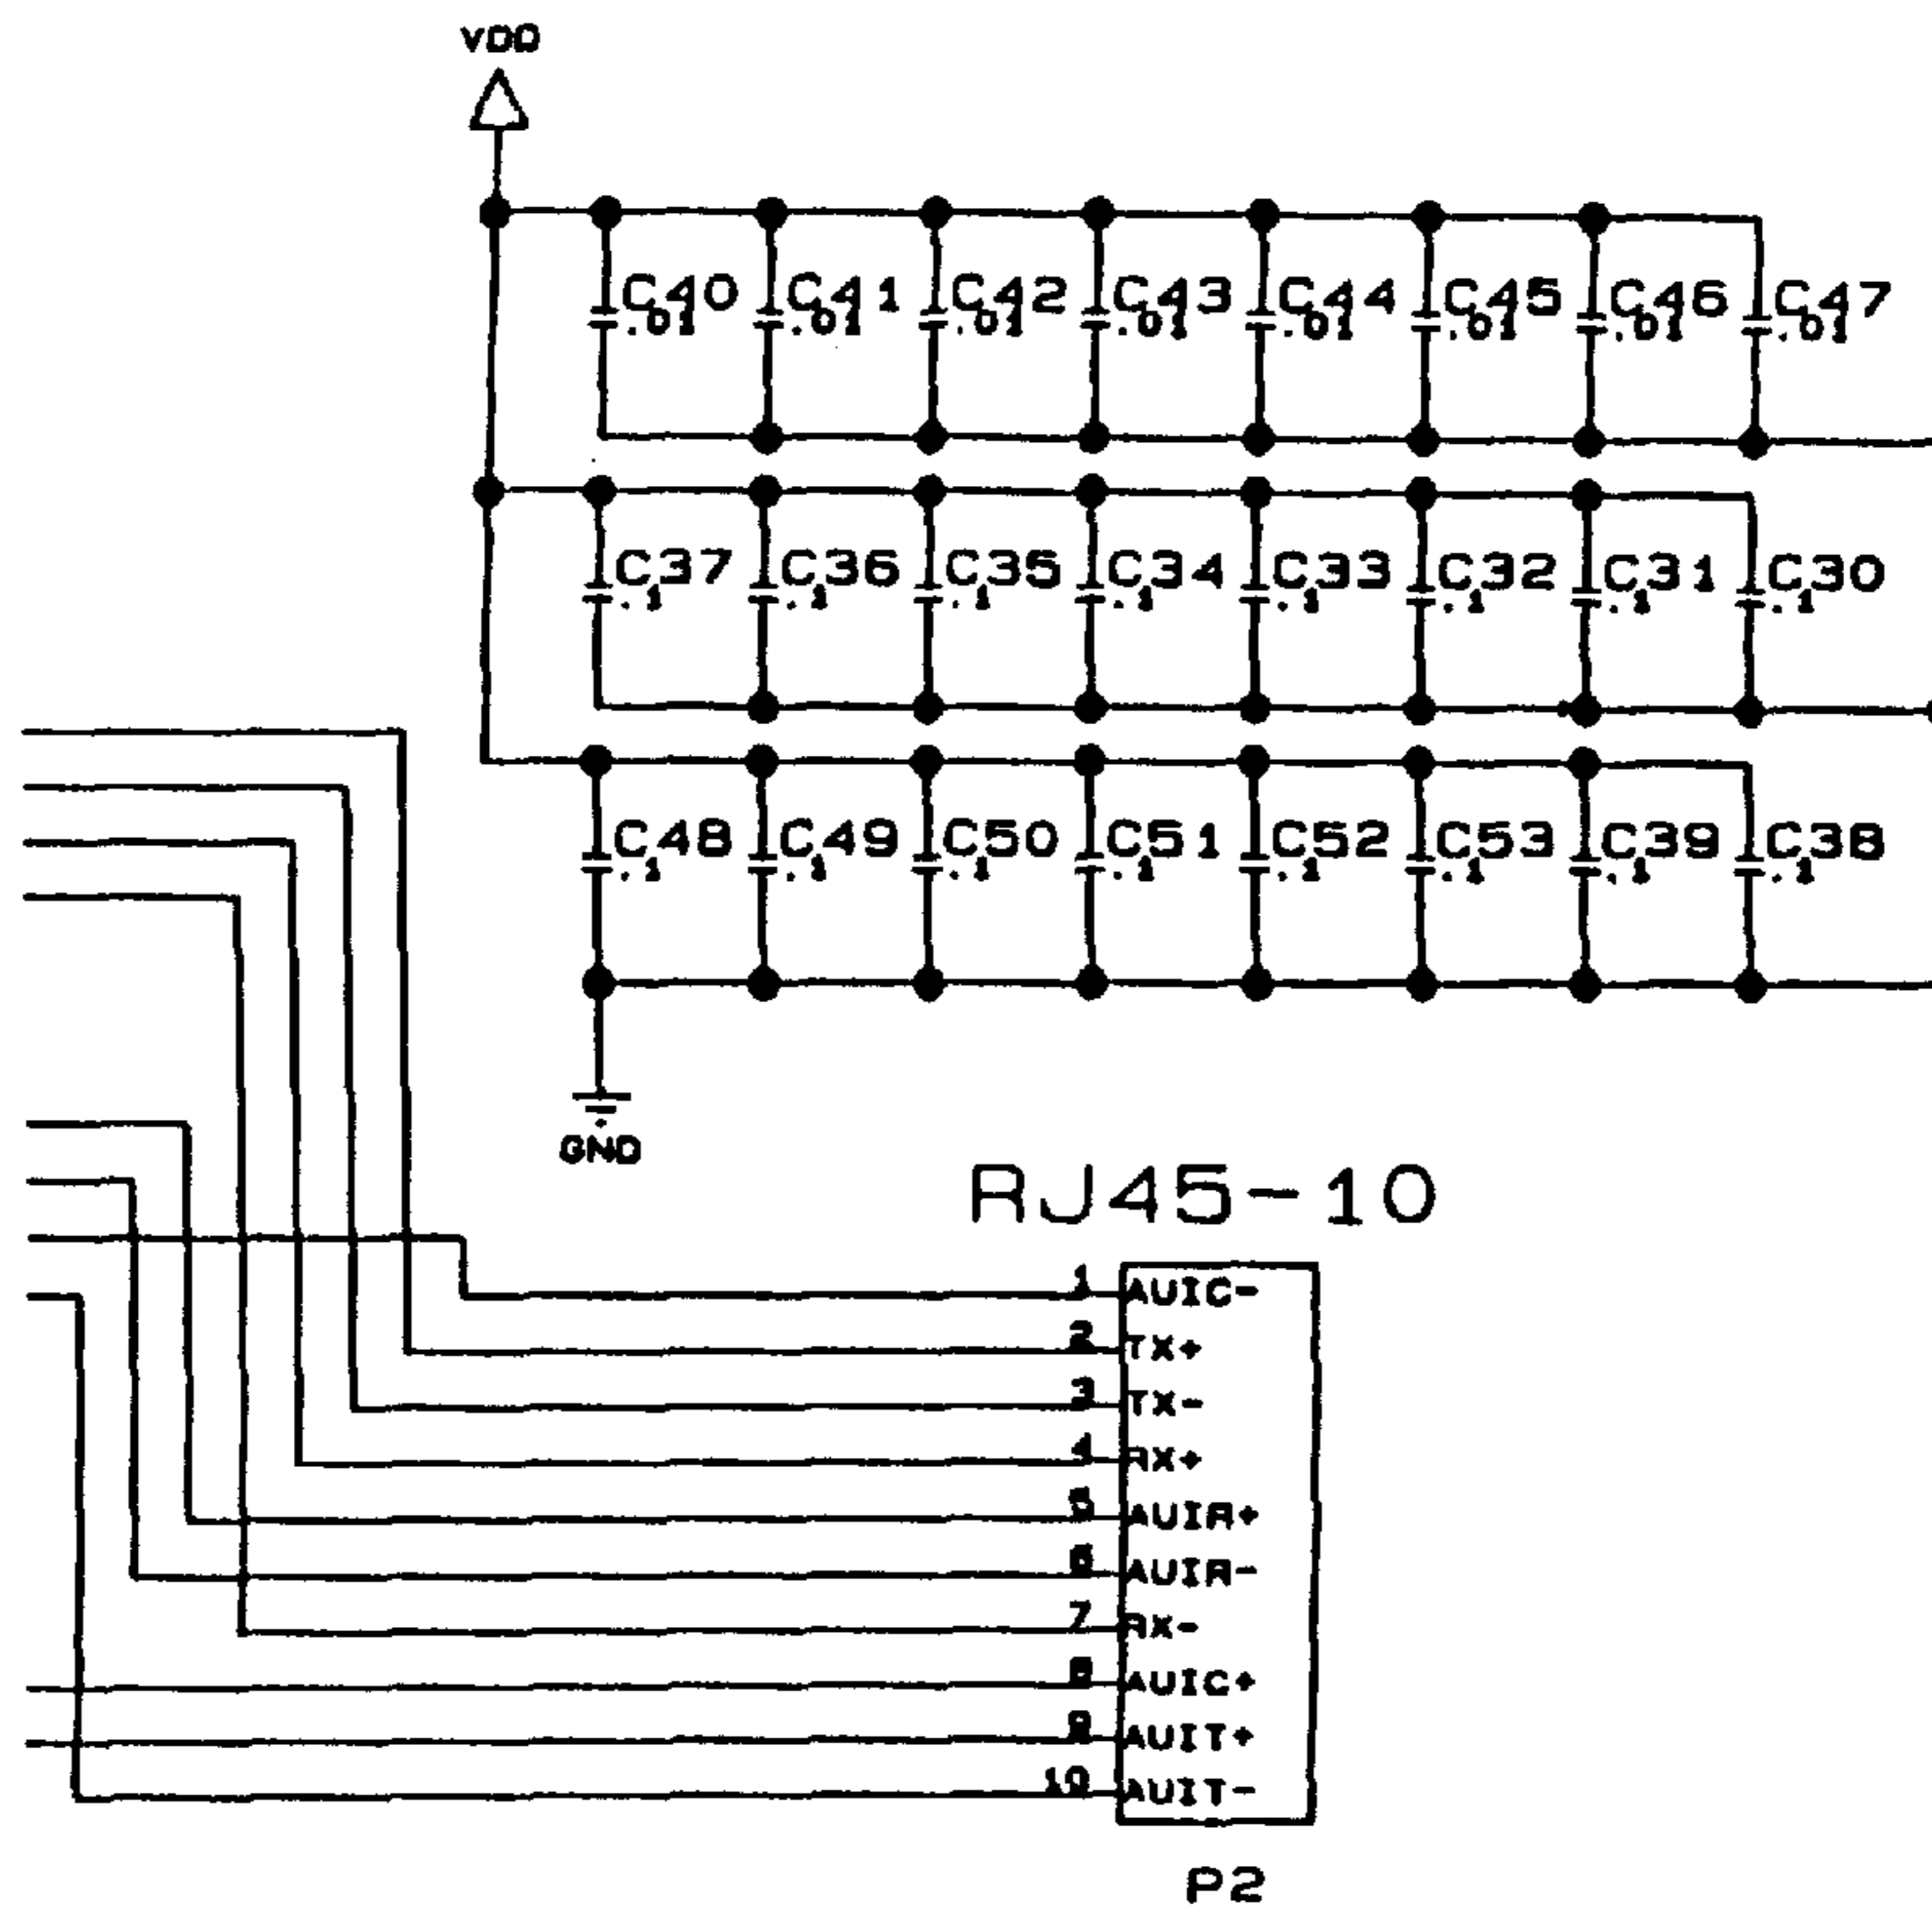 VDD
C40 C41 C42 C43 C44 C45 C46 C47
.01 .01 .01 .01 .01 .01 .01 .01
C37 C36 C35 C34 C33 C32 C31 C30
.1 .1 .1 .1 .1 .1 .1 .1
C48 C49 C50 C51 C52 C53 C39 C38
.1 .1 .1 .1 .1 .1 .1 .1
GND
RJ45-10
1 AUIC-
2 TX+
3 TX-
4 RX+
5 AUIR+
6 AUIR-
7 RX-
8 AUIC+
9 AUIT+
10 AUIT-
P2